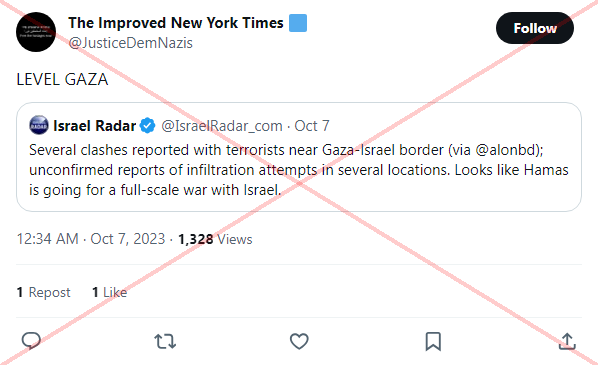 The Improved New York Times
@JusticeDemNazis
Follow
LEVEL GAZA
Israel Radar @IsraelRadar_com · Oct 7
Several clashes reported with terrorists near Gaza-Israel border (via @alonbd);
unconfirmed reports of infiltration attempts in several locations. Looks like Hamas
is going for a full-scale war with Israel.
12:34 AM · Oct 7, 2023 · 1,328 Views
1 Repost 1 Like